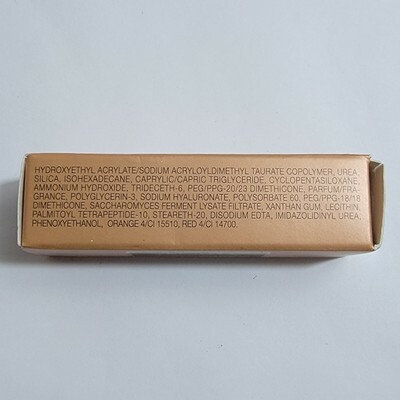 HYDROXYETHYL ACRYLATE/SODIUM ACRYLOYLDIMETHYL TAURATE COPOLYMER, UREA,
SILICA, ISOHEXADECANE, CAPRYLIC/CAPRIC TRIGLYCERIDE, CYCLOPENTASILOXANE,
AMMONIUM HYDROXIDE, TRIDECETH-6, PEG/PPG-20/23 DIMETHICONE, PARFUM/FRA-
GRANCE, POLYGLYCERIN-3, SODIUM HYALURONATE, POLYSORBATE 60, PEG/PPG-18/18
DIMETHICONE, SACCHAROMYCES FERMENT LYSATE FILTRATE, XANTHAN GUM, LECITHIN,
PALMITOYL TETRAPEPTIDE-10, STEARETH-20, DISODIUM EDTA, IMIDAZOLIDINYL UREA,
PHENOXYETHANOL, ORANGE 4/CI 15510, RED 4/CI 14700.